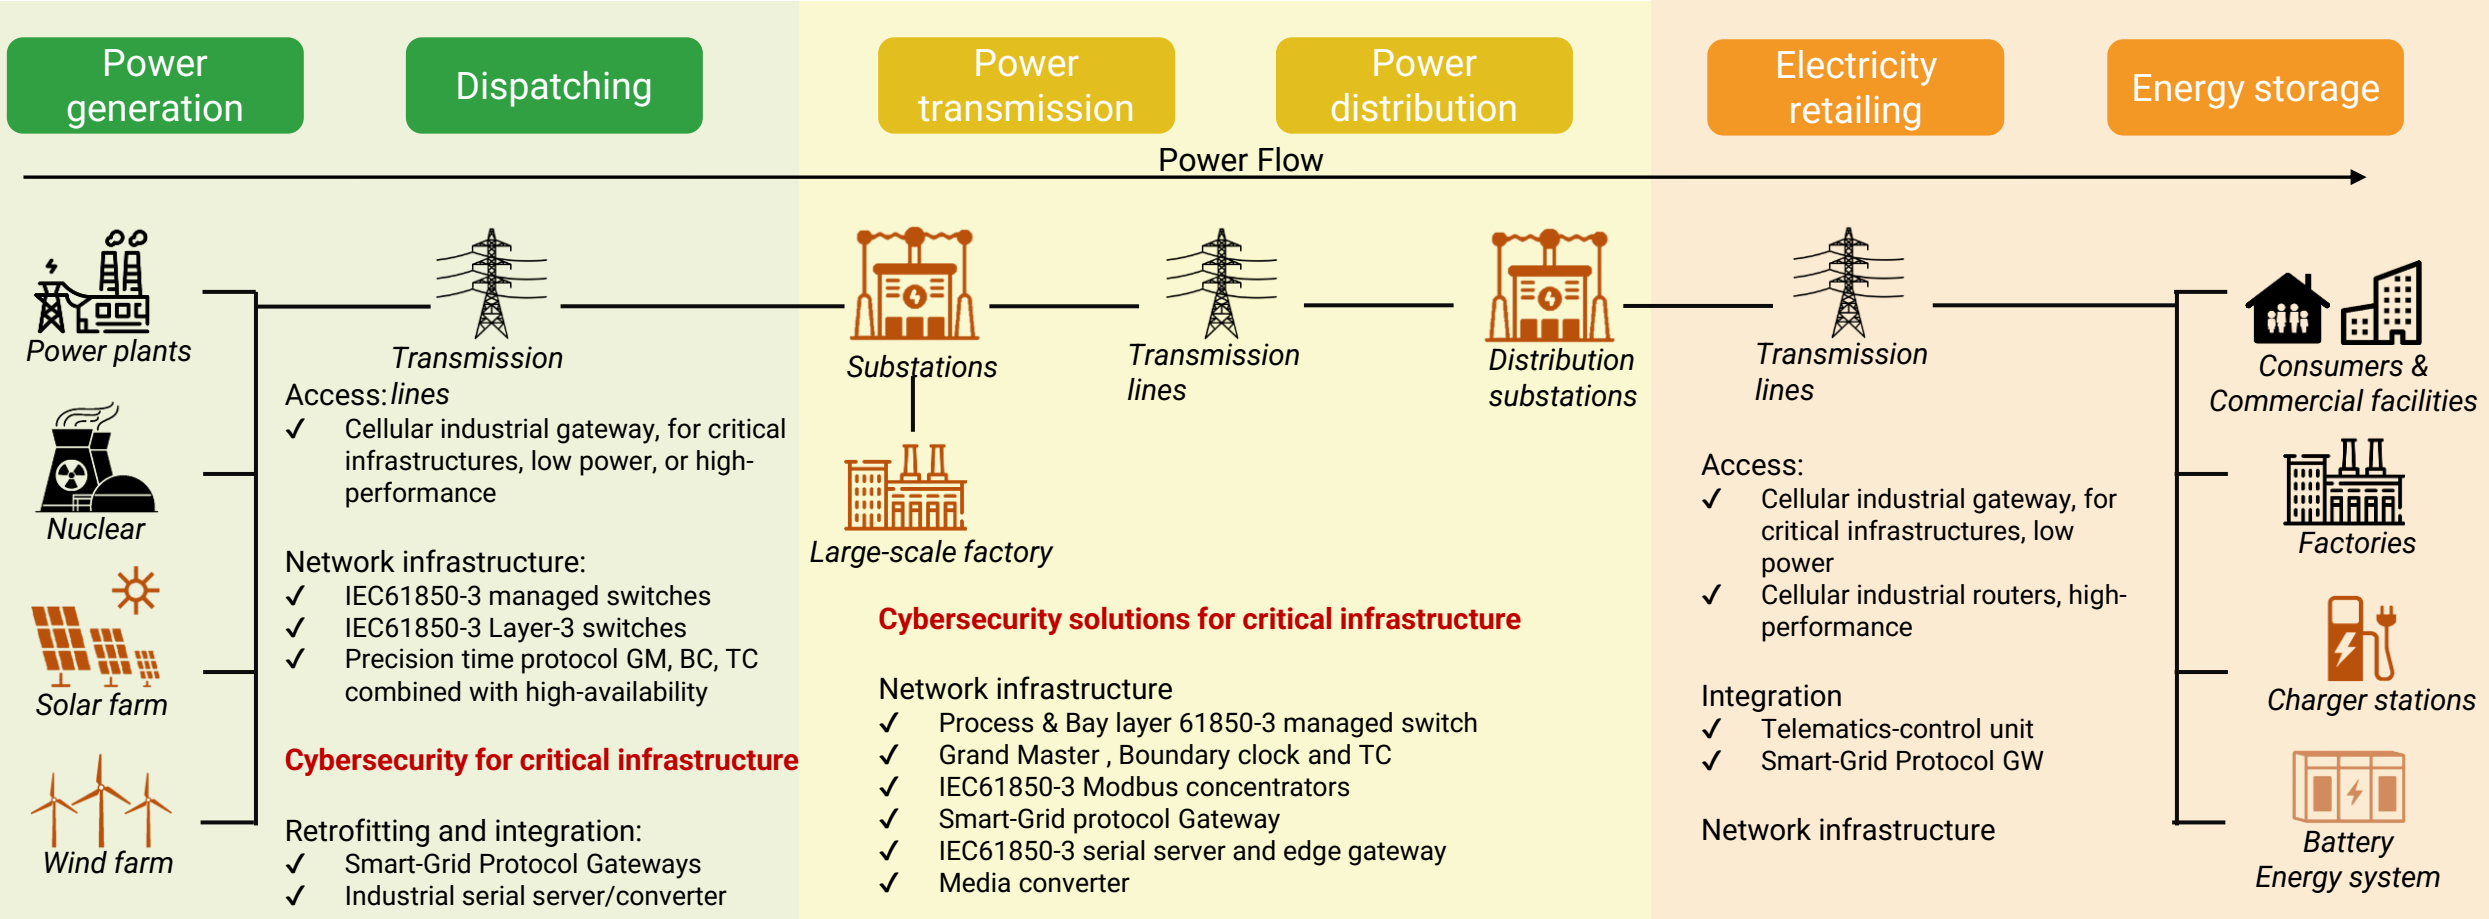 Power
generation
Dispatching
Power
transmission
Power
distribution
Electricity
retailing
Energy storage
Power Flow
Power plants
Nuclear
Solar farm
Wind farm
Transmission
lines
Access:
✓ Cellular industrial gateway, for critical
infrastructures, low power, or high-
performance
Network infrastructure:
✓ IEC61850-3 managed switches
✓ IEC61850-3 Layer-3 switches
✓ Precision time protocol GM, BC, TC
combined with high-availability
Cybersecurity for critical infrastructure
Retrofitting and integration:
✓ Smart-Grid Protocol Gateways
✓ Industrial serial server/converter
Substations
Large-scale factory
Transmission
lines
Distribution
substations
Cybersecurity solutions for critical infrastructure
Network infrastructure
✓ Process & Bay layer 61850-3 managed switch
✓ Grand Master , Boundary clock and TC
✓ IEC61850-3 Modbus concentrators
✓ Smart-Grid protocol Gateway
✓ IEC61850-3 serial server and edge gateway
✓ Media converter
Transmission
lines
Access:
✓ Cellular industrial gateway, for
critical infrastructures, low
power
✓ Cellular industrial routers, high-
performance
Integration
✓ Telematics-control unit
✓ Smart-Grid Protocol GW
Network infrastructure
Consumers &
Commercial facilities
Factories
Charger stations
Battery
Energy system